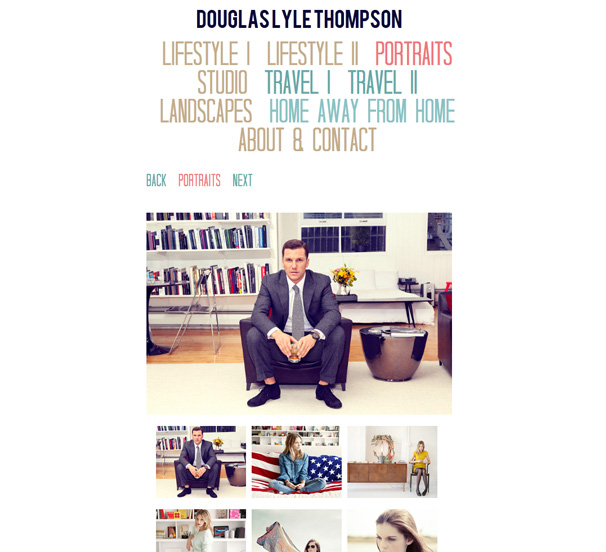 DOUGLAS LYLE THOMPSON
LIFESTYLE I LIFESTYLE II PORTRAITS
STUDIO TRAVEL I TRAVEL II
LANDSCAPES HOME AWAY FROM HOME
ABOUT & CONTACT
BACK PORTRAITS NEXT